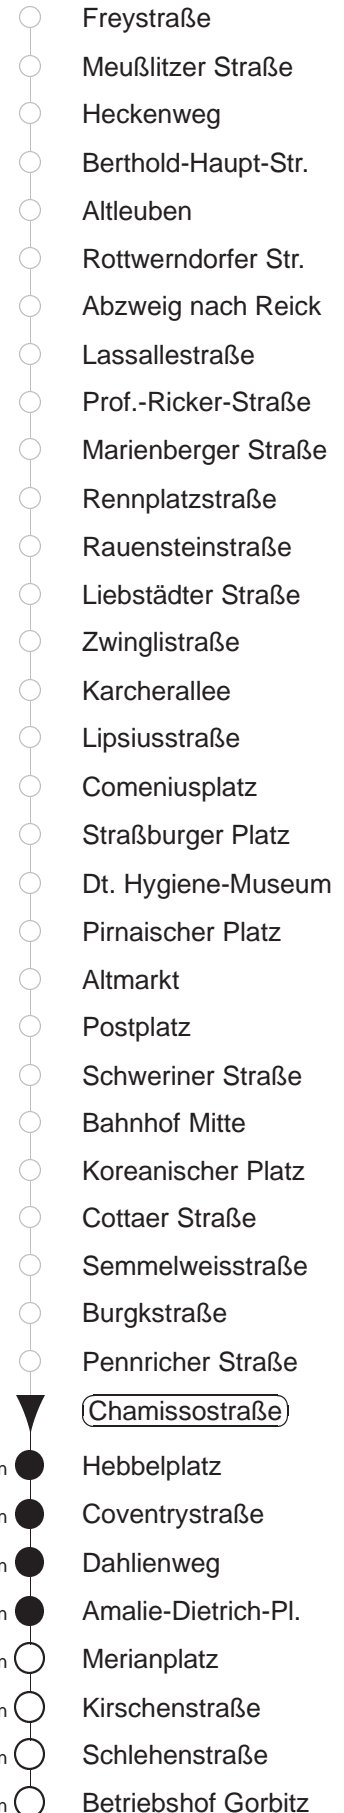 Freystraße
Meußlitzer Straße
Heckenweg
Berthold-Haupt-Str.
Altleuben
Rottwerndorfer Str.
Abzweig nach Reick
Lassallestraße
Prof.-Ricker-Straße
Marienberger Straße
Rennplatzstraße
Rauensteinstraße
Liebstädter Straße
Zwinglistraße
Karcherallee
Lipsiusstraße
Comeniusplatz
Straßburger Platz
Dt. Hygiene-Museum
Pirnaischer Platz
Altmarkt
Postplatz
Schweriner Straße
Bahnhof Mitte
Koreanischer Platz
Cottaer Straße
Semmelweisstraße
Burgkstraße
Pennricher Straße
Chamissostraße
Hebbelplatz
Coventrystraße
Dahlienweg
Amalie-Dietrich-Pl.
Merianplatz
Kirschenstraße
Schlehenstraße
Betriebshof Gorbitz